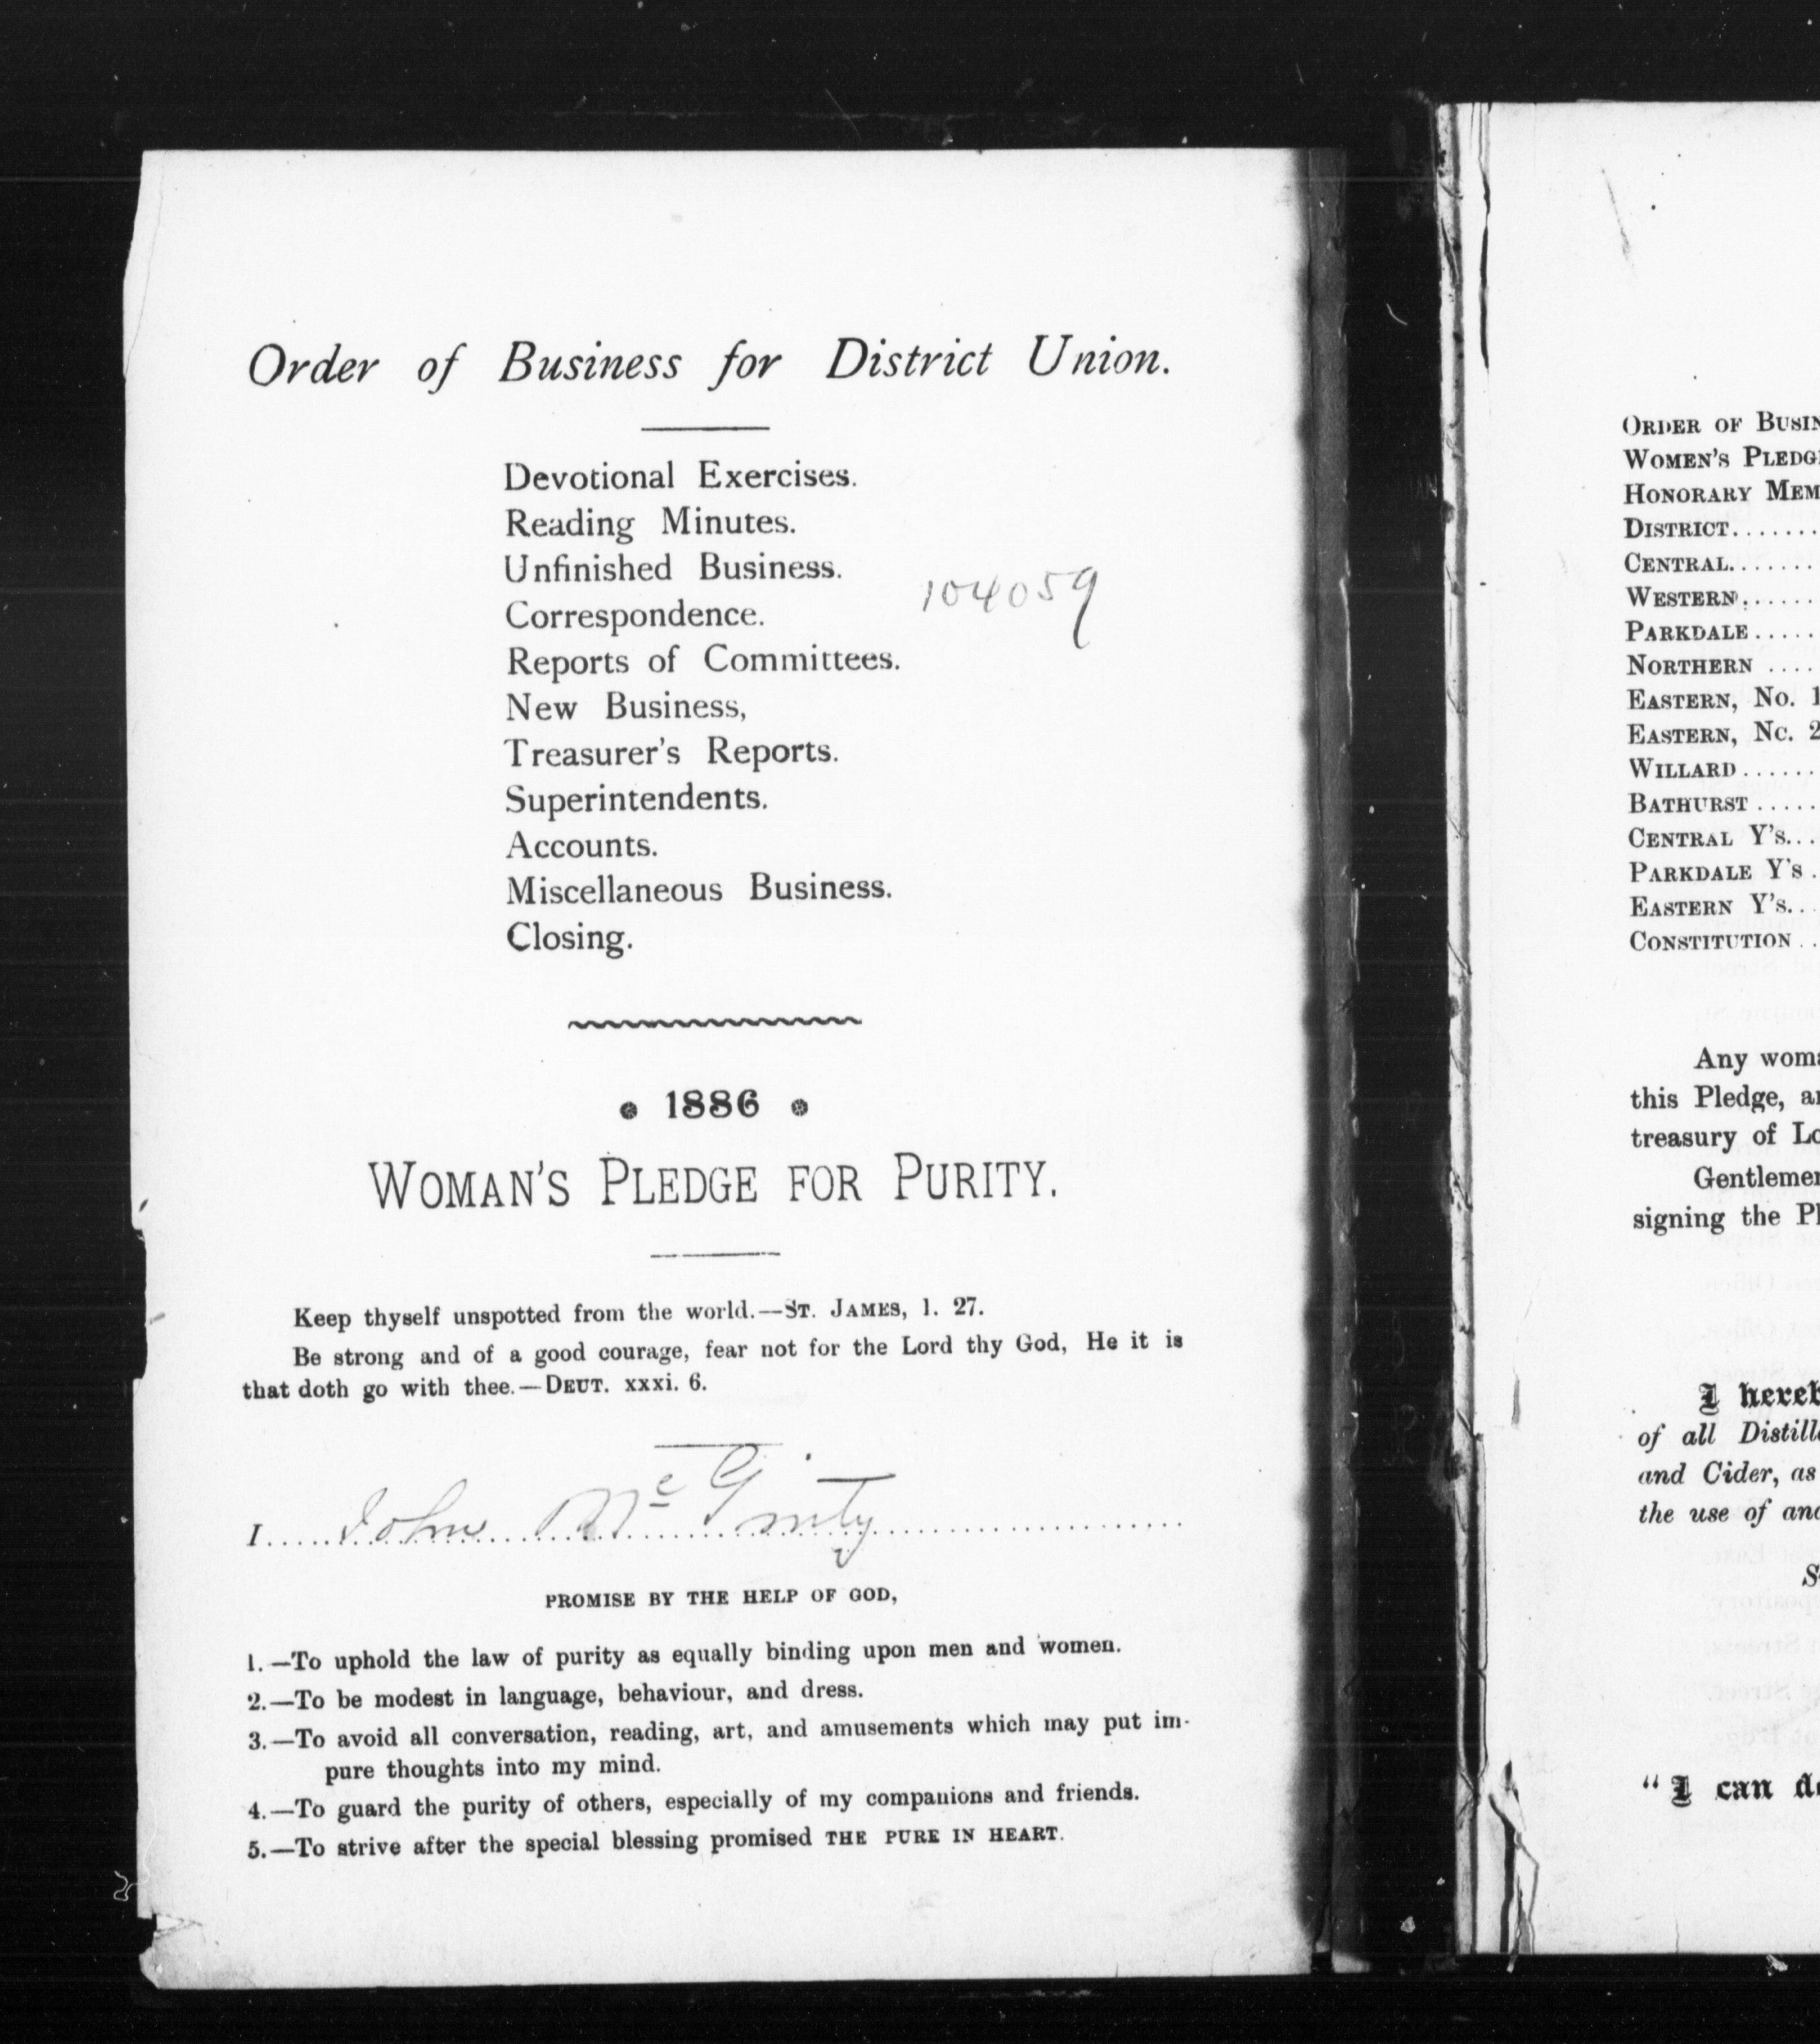 Order of Business for District Union.
Devotional Exercises.
Reading Minutes.
Unfinished Business.
104059
Correspondence.
Reports of Committees.
New Business,
Treasurer's Reports.
Superintendents.
Accounts.
Miscellaneous Business.
Closing.
1886
WOMAN'S PLEDGE FOR PURITY.
Keep thyself unspotted from the world.—ST. JAMES, 1. 27.
Be strong and of a good courage, fear not for the Lord thy God, He it is
that doth go with thee.—DEUT. xxxi. 6.
I.....John Mc Ginty.....
PROMISE BY THE HELP OF GOD,
1.—To uphold the law of purity as equally binding upon men and women.
2.—To be modest in language, behaviour, and dress.
3.—To avoid all conversation, reading, art, and amusements which may put im-
pure thoughts into my mind.
4.—To guard the purity of others, especially of my companions and friends.
5.—To strive after the special blessing promised THE PURE IN HEART.
ORDER OF BUSIN
WOMEN'S PLEDG
HONORARY MEM
DISTRICT.......
CENTRAL.......
WESTERN.......
PARKDALE.....
NORTHERN ....
EASTERN, No. 1
EASTERN, Nc. 2
WILLARD......
BATHURST.....
CENTRAL Y's...
PARKDALE Y's .
EASTERN Y's...
CONSTITUTION..
Any woma
this Pledge, a
treasury of Lo
Gentlemen
signing the Pl
I hereb
of all Distill
and Cider, as
the use of and
S
"I can d